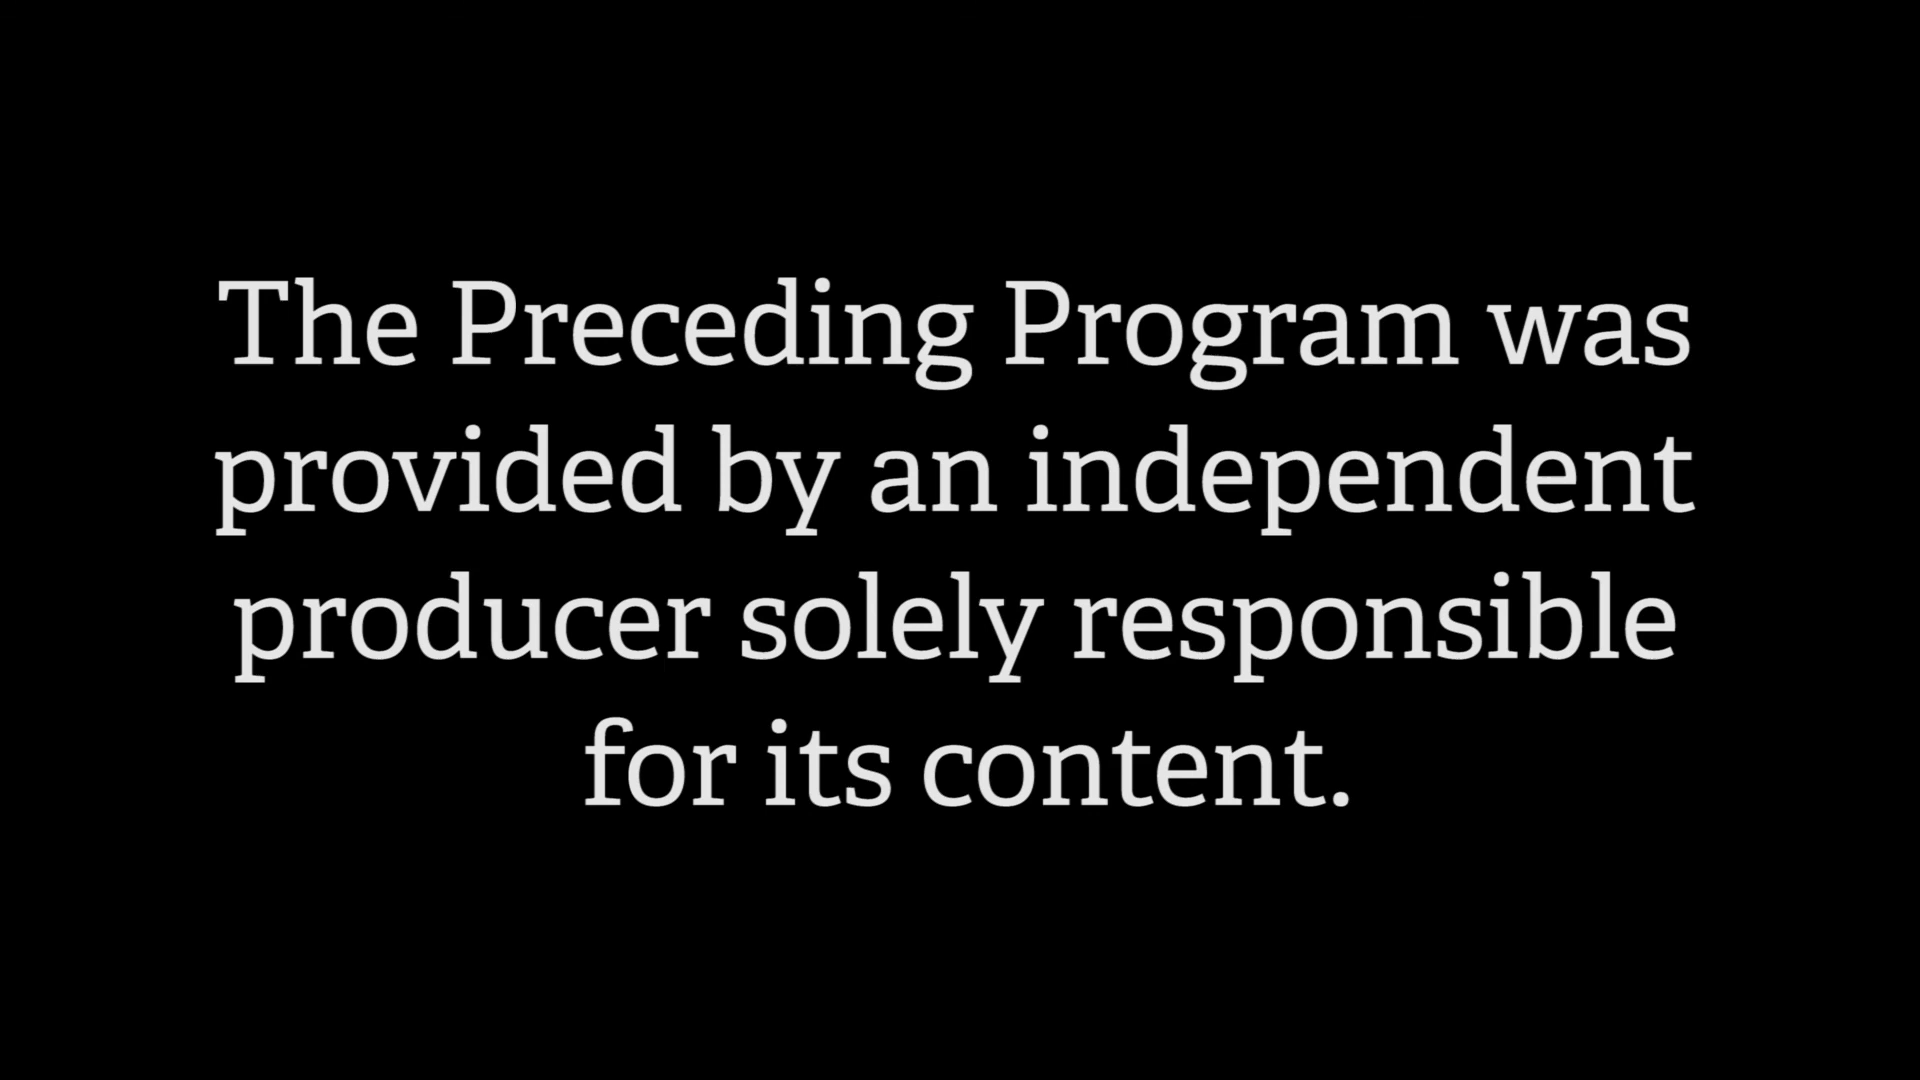 The Preceding Program was
provided by an independent
producer solely responsible
for its content.